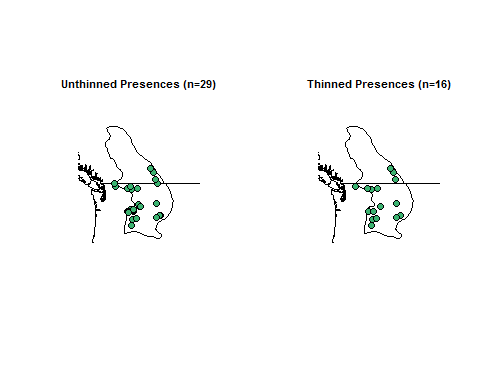 Unthinned Presences (n=29)
Thinned Presences (n=16)